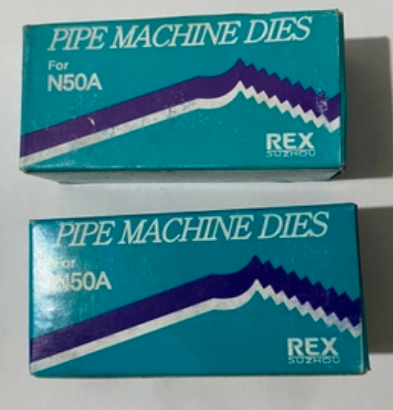 PIPE MACHINE DIES
For
N50A
REX
SUZHOU
PIPE MACHINE DIES
For
N50A
REX
SUZHOU